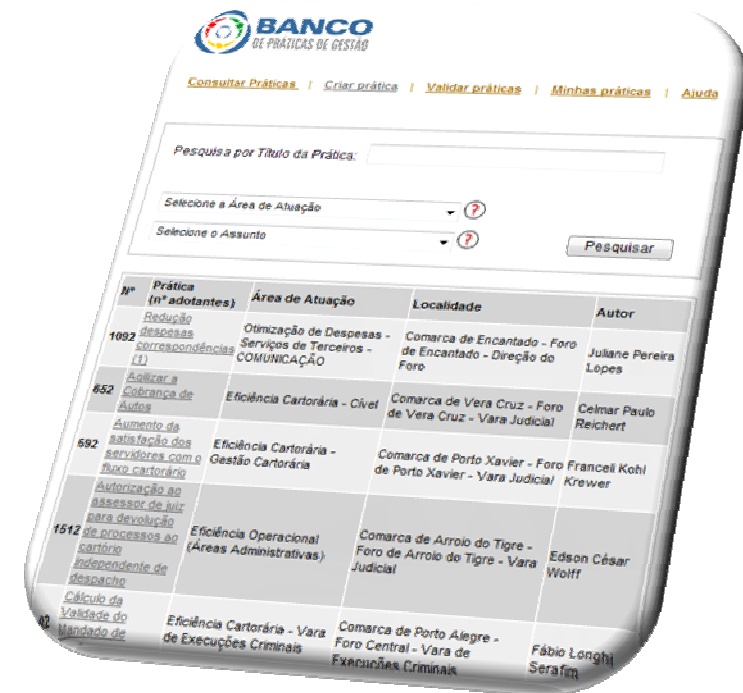 BANCO
DE PRÁTICAS DE GESTÃO
Consultar Práticas | Criar prática | Validar práticas | Minhas práticas | Ajuda
Pesquisa por Título da Prática:
Selecione a Área de Atuação ?
Selecione o Assunto ?
Pesquisar
Nº Prática (nº adotantes) Área de Atuação Localidade Autor
1092 Redução despesas correspondências (1) Otimização de Despesas - Serviços de Terceiros - COMUNICAÇÃO Comarca de Encantado - Foro de Encantado - Direção do Foro Juliane Pereira Lopes
652 Agilizar a Cobrança de Autos Eficiência Cartorária - Cível Comarca de Vera Cruz - Foro de Vera Cruz - Vara Judicial Celmar Paulo Reichert
692 Aumento da satisfação dos servidores com o fluxo cartorário Eficiência Cartorária - Gestão Cartorária Comarca de Porto Xavier - Foro de Porto Xavier - Vara Judicial Franceli Kohl Krewer
1512 Autorização ao assessor de juiz para devolução de processos ao cartório independente de despacho Eficiência Operacional (Áreas Administrativas) Comarca de Arroio do Tigre - Foro de Arroio do Tigre - Vara Judicial Edson César Wolff
Cálculo da Validade do Mandado de Eficiência Cartorária - Vara de Execuções Criminais Comarca de Porto Alegre - Foro Central - Vara de Execuções Criminais Fábio Longhi Serafim